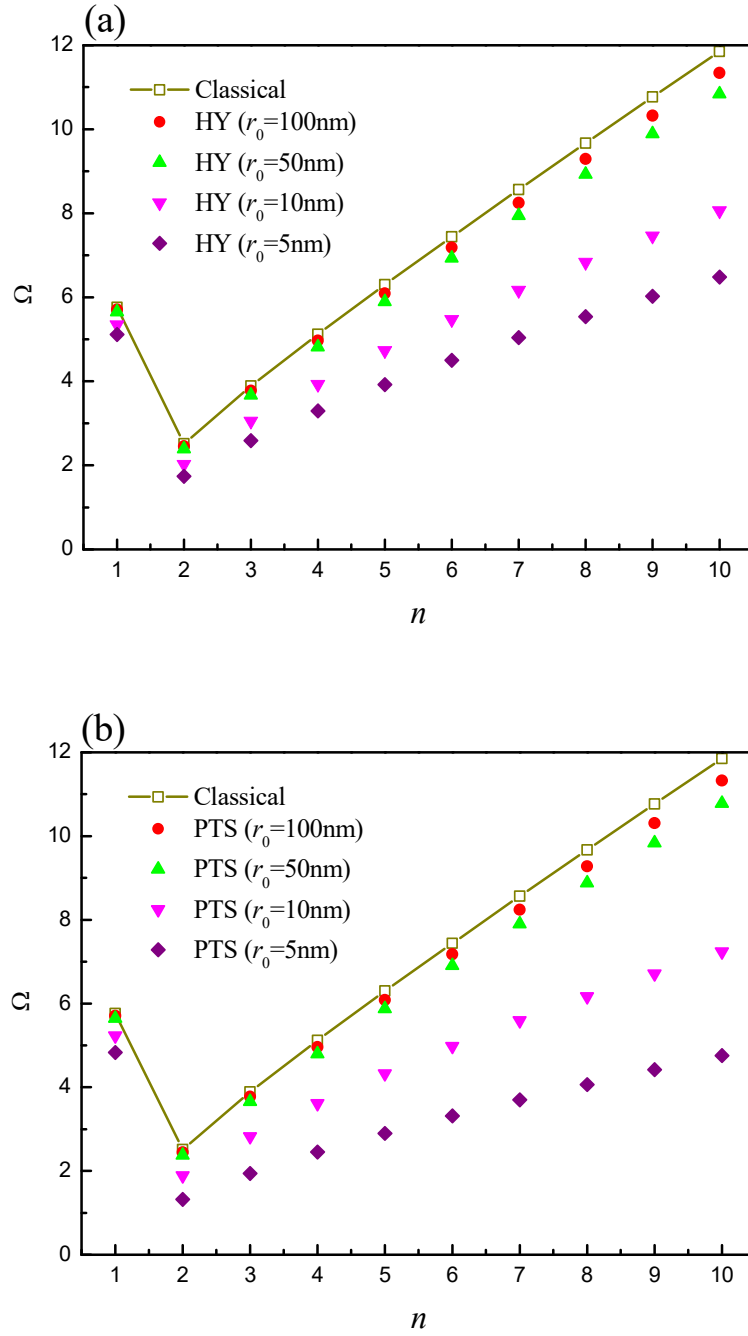 (a)
12
10
8
6
4
2
0
Ω
Classical
HY (r0=100nm)
HY (r0=50nm)
HY (r0=10nm)
HY (r0=5nm)
1 2 3 4 5 6 7 8 9 10
n
(b)
12
10
8
6
4
2
0
Ω
Classical
PTS (r0=100nm)
PTS (r0=50nm)
PTS (r0=10nm)
PTS (r0=5nm)
1 2 3 4 5 6 7 8 9 10
n